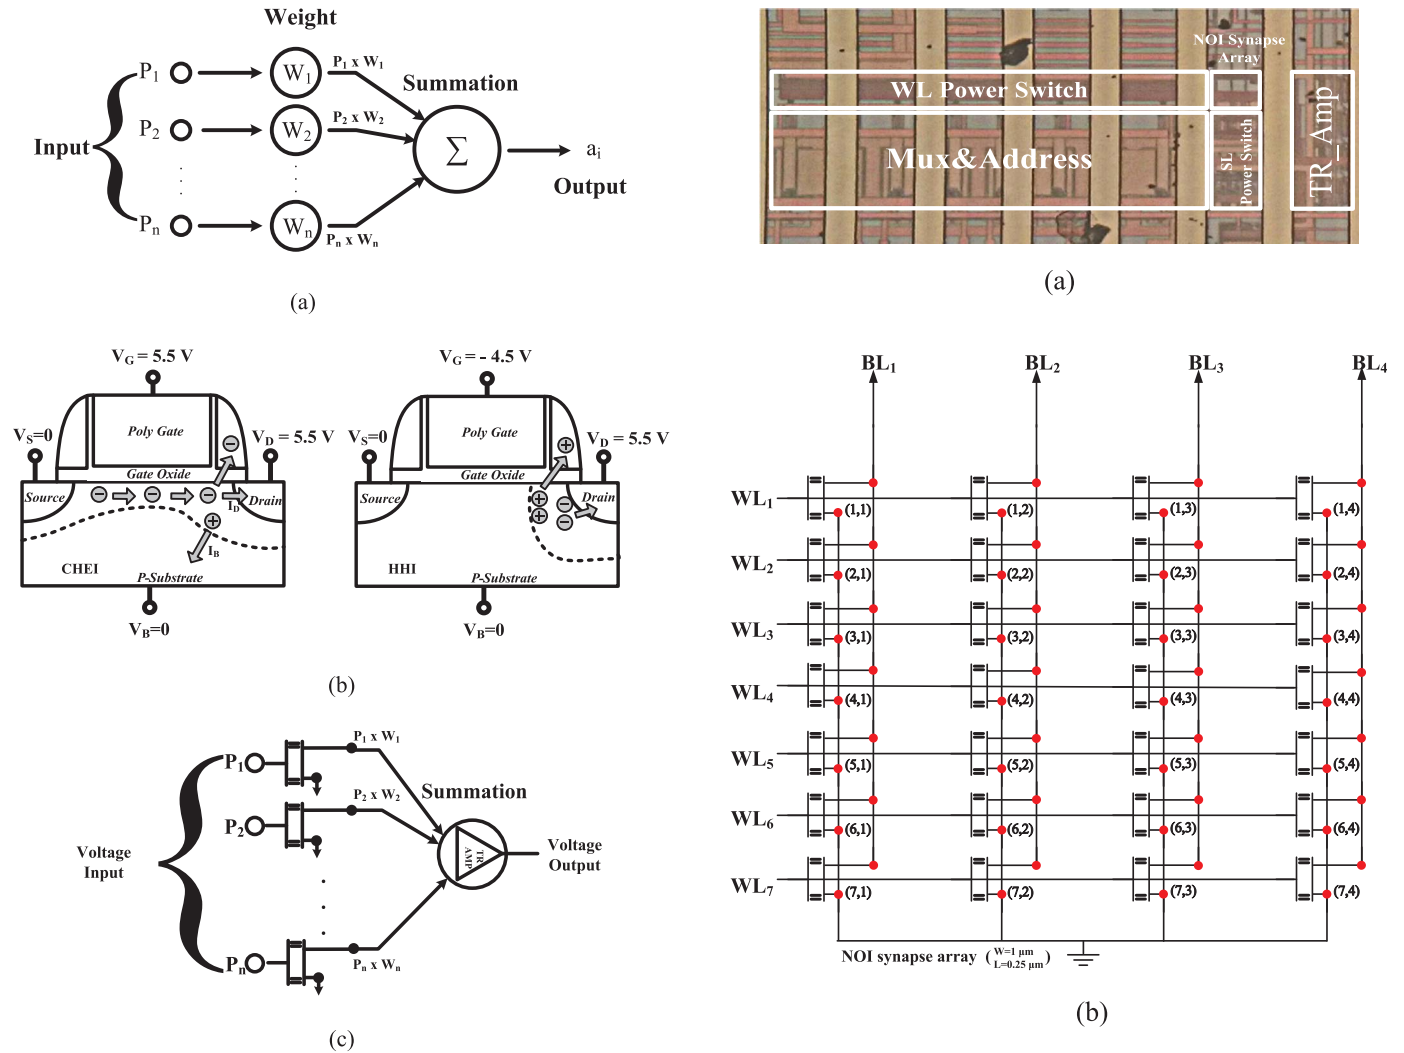 Weight
P1
W1
P1 x W1
Summation
P2
W2
P2 x W2
Input
Σ
ai
Output
Pn
Wn
Pn x Wn
(a)
VG = 5.5 V
VS=0
VD = 5.5 V
Poly Gate
Gate Oxide
Source
Drain
ID
IB
CHEI
P-Substrate
VB=0
VG = - 4.5 V
VS=0
VD = 5.5 V
Poly Gate
Gate Oxide
Source
Drain
HHI
P-Substrate
VB=0
(b)
P1
P1 x W1
P2
P2 x W2
Summation
Voltage
Input
TR
AMP
Voltage
Output
Pn
Pn x Wn
(c)
NOI Synapse
Array
WL Power Switch
Mux&Address
SL
Power Switch
TR_Amp
(a)
BL1 BL2 BL3 BL4
WL1 (1,1) (1,2) (1,3) (1,4)
WL2 (2,1) (2,2) (2,3) (2,4)
WL3 (3,1) (3,2) (3,3) (3,4)
WL4 (4,1) (4,2) (4,3) (4,4)
WL5 (5,1) (5,2) (5,3) (5,4)
WL6 (6,1) (6,2) (6,3) (6,4)
WL7 (7,1) (7,2) (7,3) (7,4)
NOI synapse array (W=1 μm
L=0.25 μm)
(b)